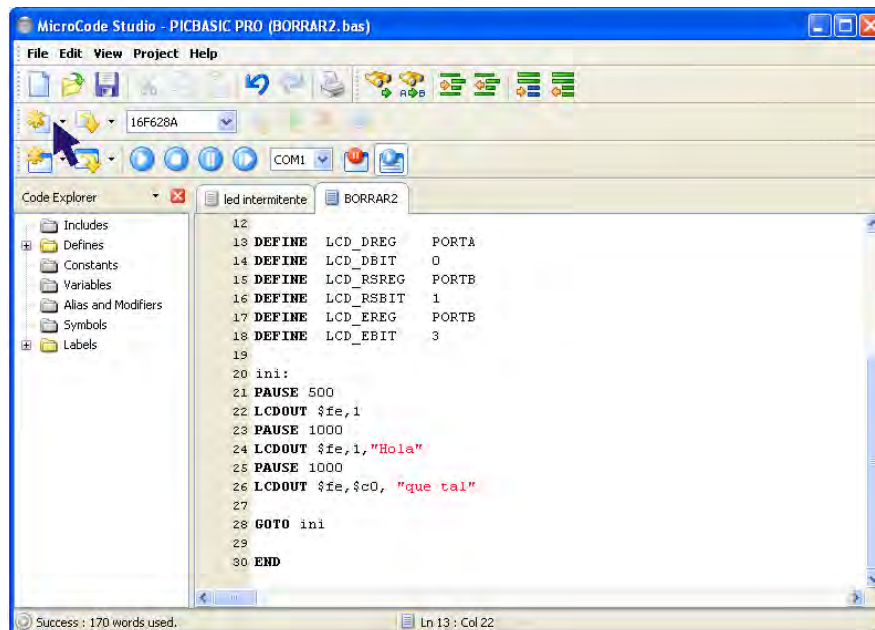 MicroCode Studio - PICBASIC PRO (BORRAR2.bas)
File Edit View Project Help
A→B
16F628A
COM1
Code Explorer
led intermitente BORRAR2
Includes
Defines
Constants
Variables
Alias and Modifiers
Symbols
Labels
12
13 DEFINE LCD_DREG PORTA
14 DEFINE LCD_DBIT 0
15 DEFINE LCD_RSREG PORTB
16 DEFINE LCD_RSBIT 1
17 DEFINE LCD_EREG PORTB
18 DEFINE LCD_EBIT 3
19
20 ini:
21 PAUSE 500
22 LCDOUT $fe,1
23 PAUSE 1000
24 LCDOUT $fe,1,"Hola"
25 PAUSE 1000
26 LCDOUT $fe,$c0, "que tal"
27
28 GOTO ini
29
30 END
Success : 170 words used. Ln 13 : Col 22